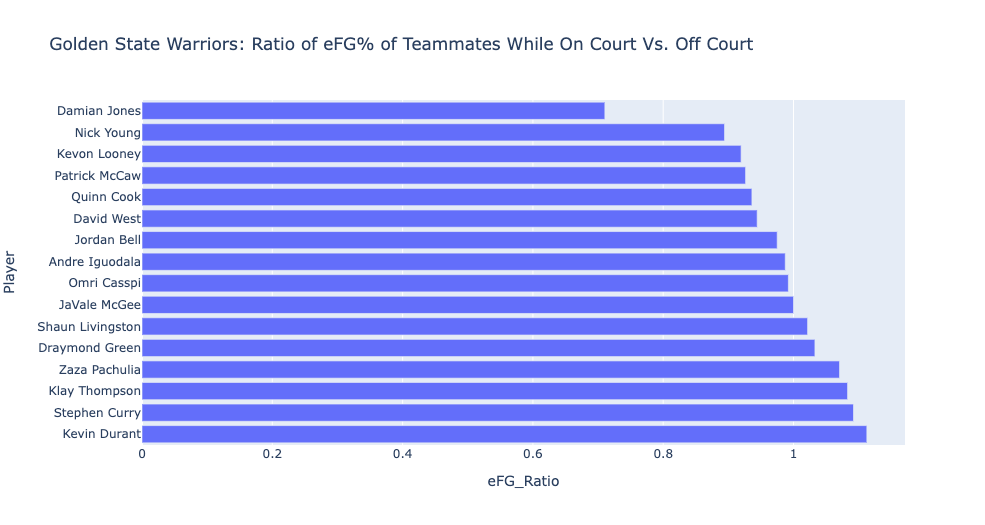 Golden State Warriors: Ratio of eFG% of Teammates While On Court Vs. Off Court
Player
Damian Jones
Nick Young
Kevon Looney
Patrick McCaw
Quinn Cook
David West
Jordan Bell
Andre Iguodala
Omri Casspi
JaVale McGee
Shaun Livingston
Draymond Green
Zaza Pachulia
Klay Thompson
Stephen Curry
Kevin Durant
0 0.2 0.4 0.6 0.8 1
eFG_Ratio